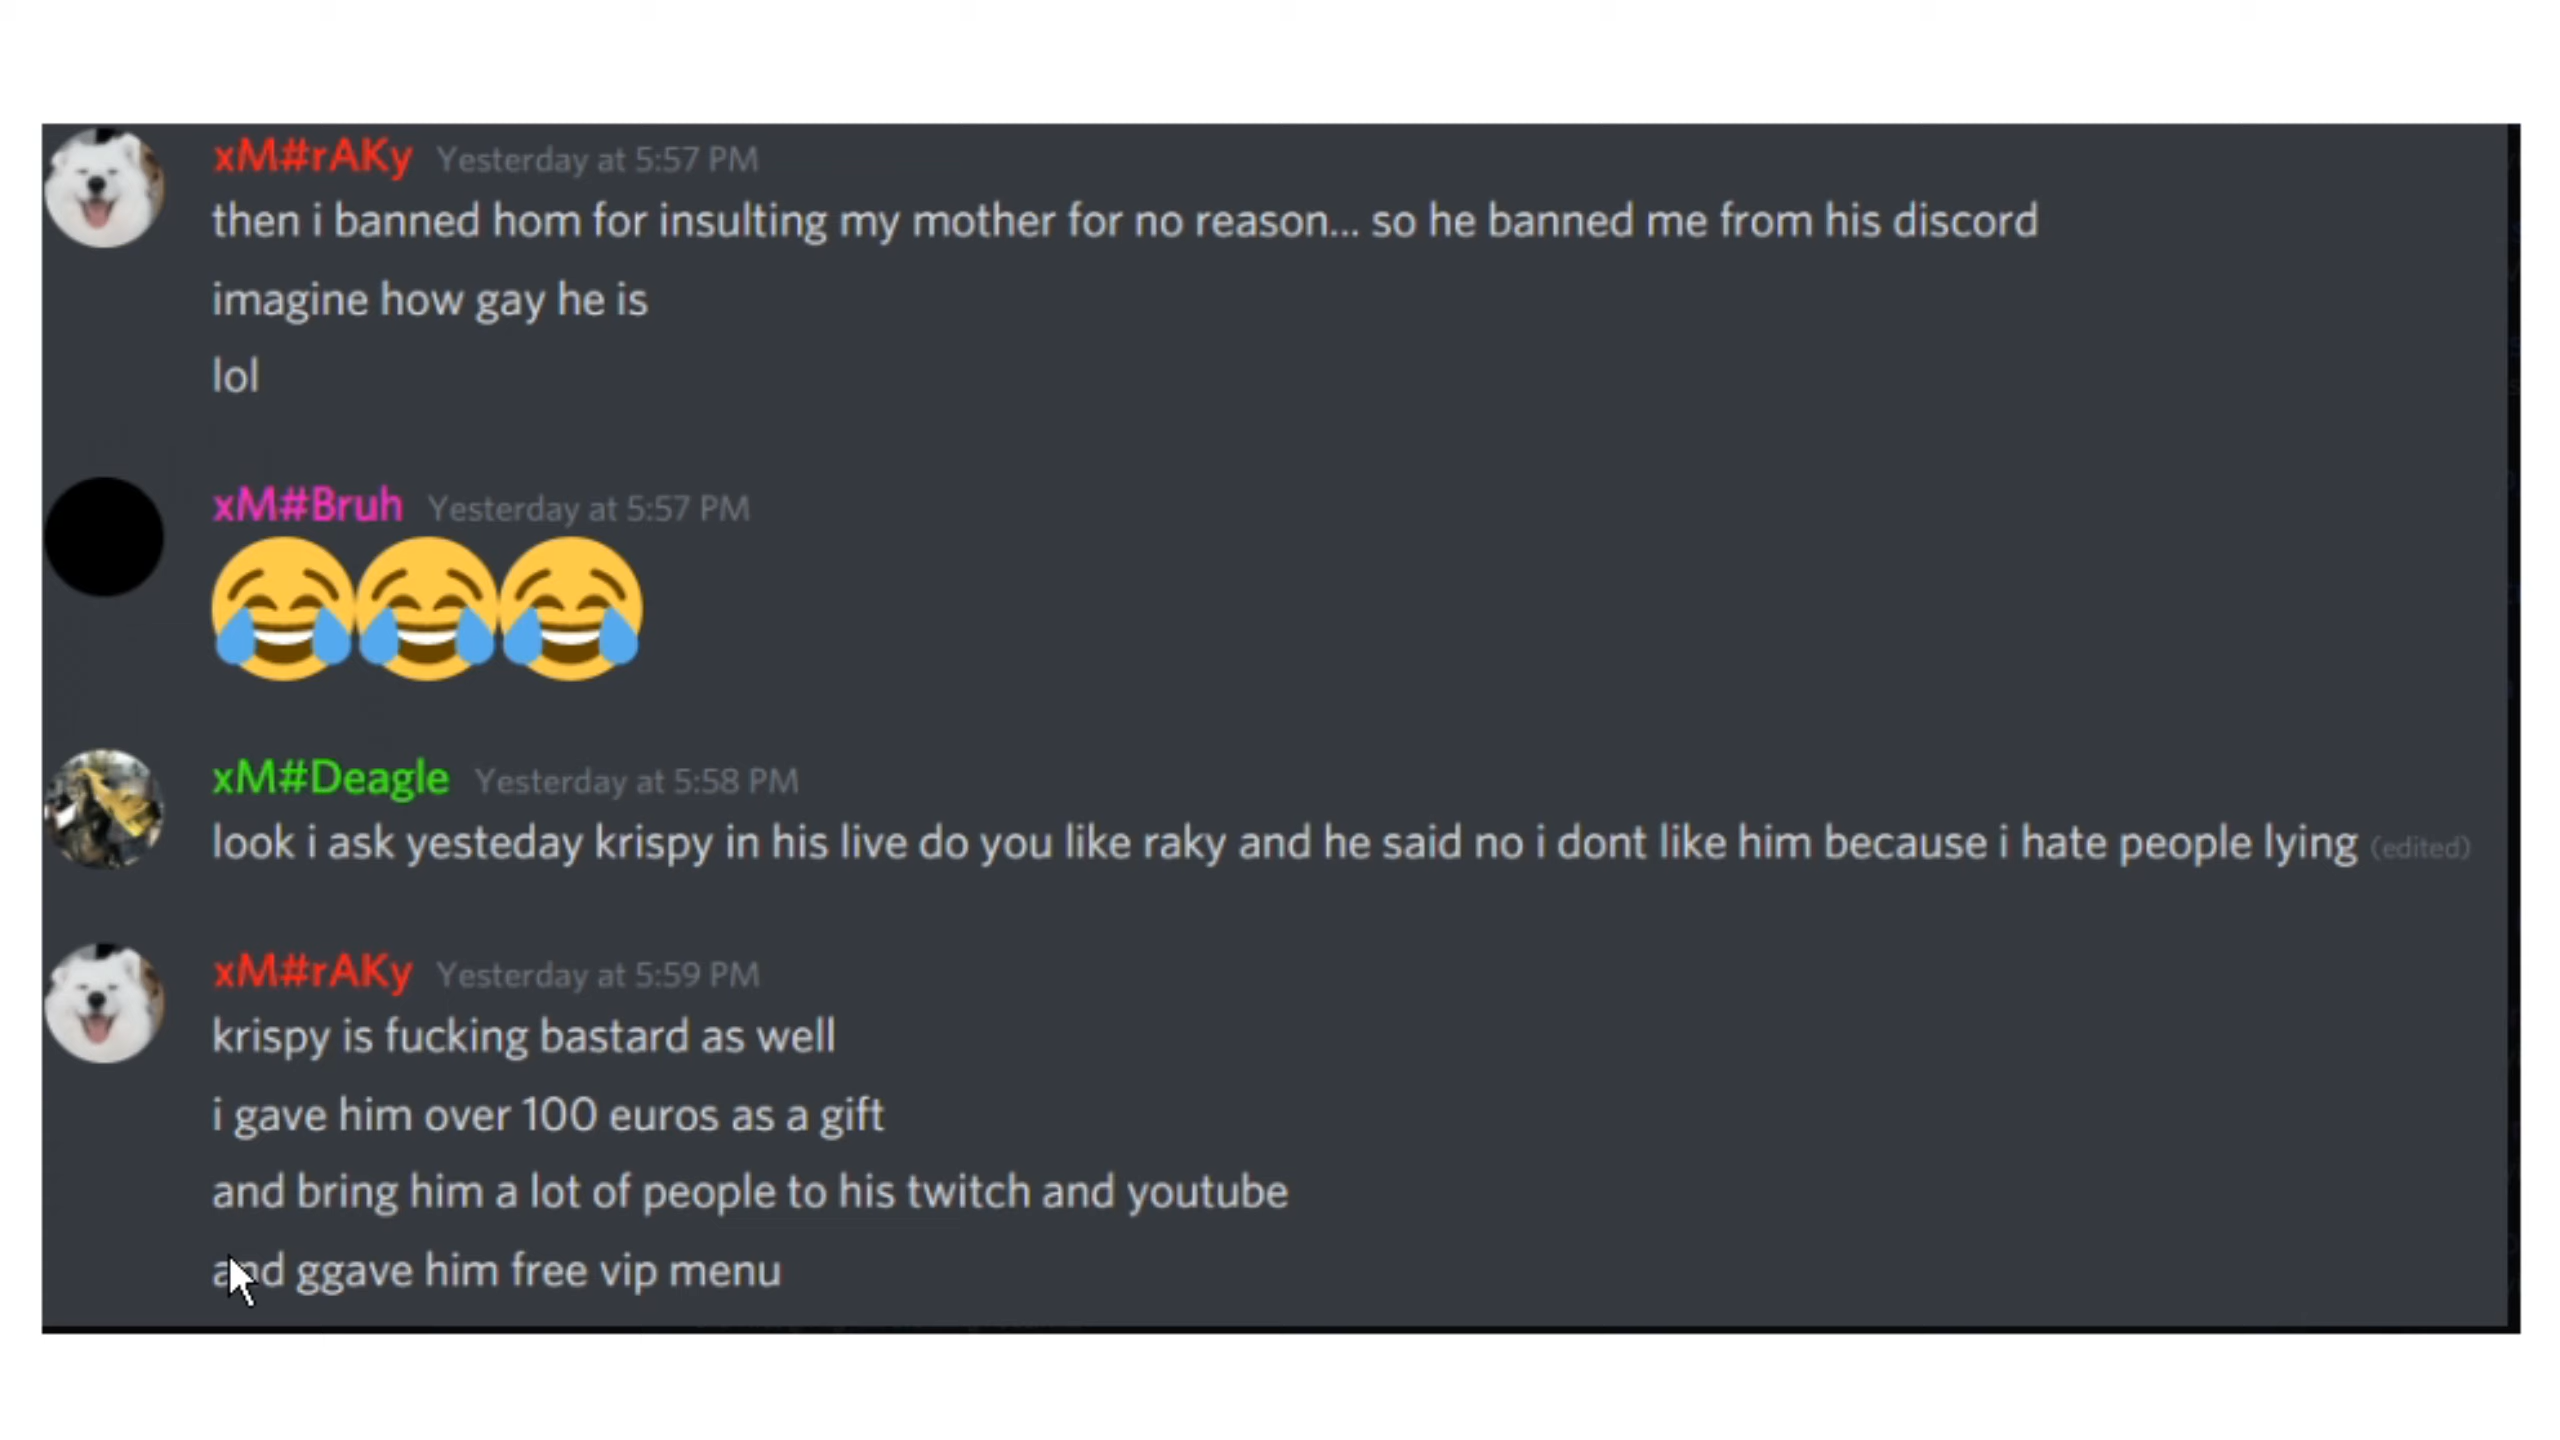 xM#rAKy Yesterday at 5:57 PM
then i banned hom for insulting my mother for no reason... so he banned me from his discord
imagine how gay he is
lol
xM#Bruh Yesterday at 5:57 PM
😂😂😂
xM#Deagle Yesterday at 5:58 PM
look i ask yesteday krispy in his live do you like raky and he said no i dont like him because i hate people lying (edited)
xM#rAKy Yesterday at 5:59 PM
krispy is fucking bastard as well
i gave him over 100 euros as a gift
and bring him a lot of people to his twitch and youtube
and ggave him free vip menu